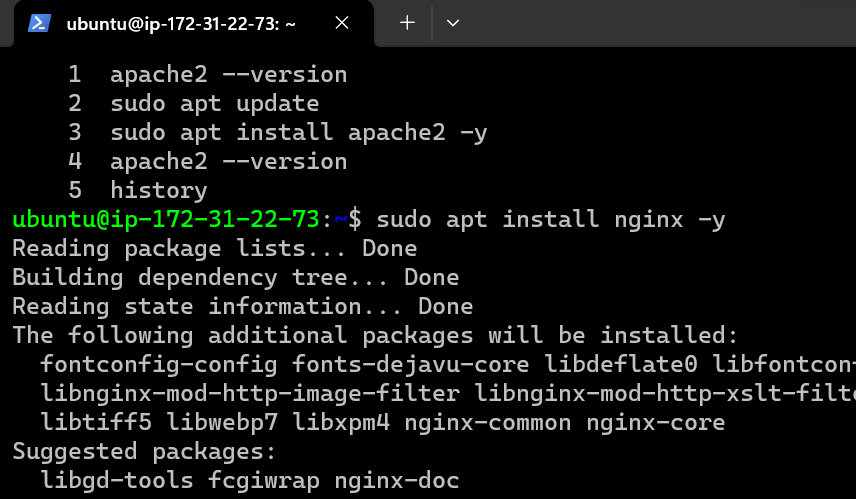 ubuntu@ip-172-31-22-73: ~
1 apache2 --version
2 sudo apt update
3 sudo apt install apache2 -y
4 apache2 --version
5 history
ubuntu@ip-172-31-22-73:~$ sudo apt install nginx -y
Reading package lists... Done
Building dependency tree... Done
Reading state information... Done
The following additional packages will be installed:
fontconfig-config fonts-dejavu-core libdeflate0 libfontcon
libnginx-mod-http-image-filter libnginx-mod-http-xslt-filte
libtiff5 libwebp7 libxpm4 nginx-common nginx-core
Suggested packages:
libgd-tools fcgiwrap nginx-doc